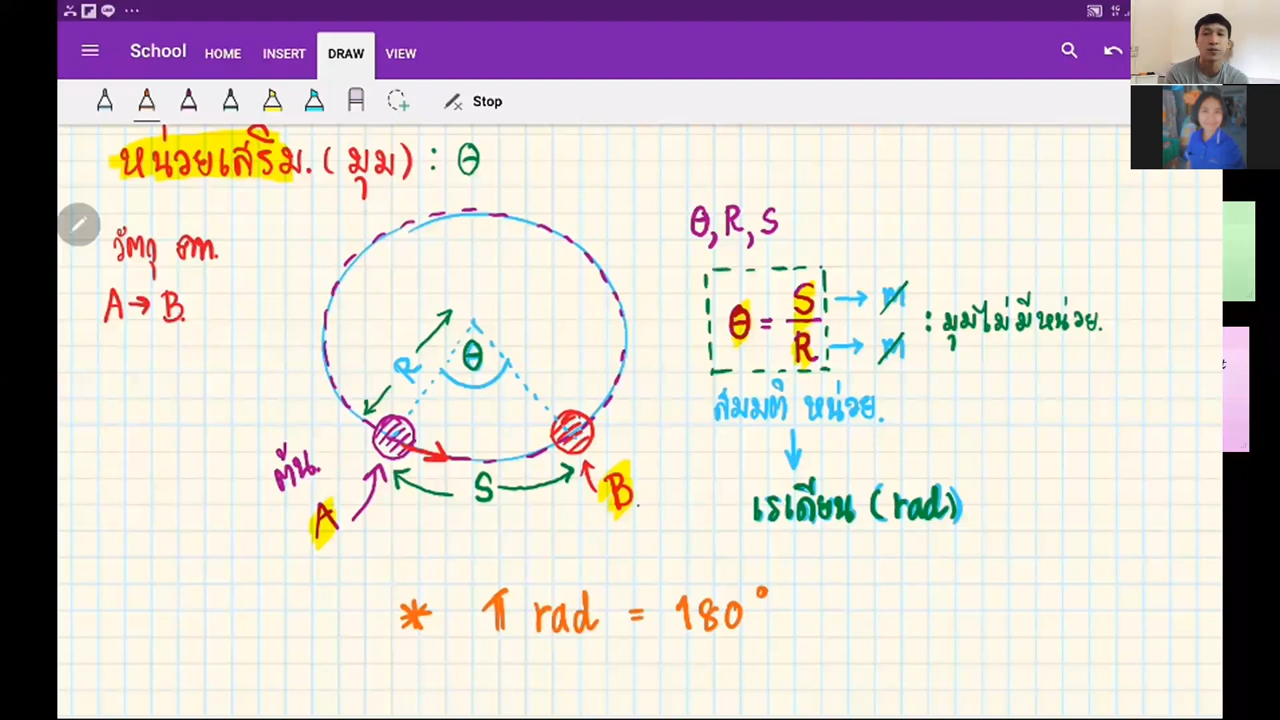 School HOME INSERT DRAW VIEW
Stop
หน่วยเสริม.(มุม) : θ
วัตถุ คท.
A → B.
θ, R, S
θ = S/R → m
→ m
: มุมไม่มีหน่วย.
สมมติ หน่วย.
เรเดียน (rad)
R
θ
ต้น.
A
S
B
* π rad = 180°